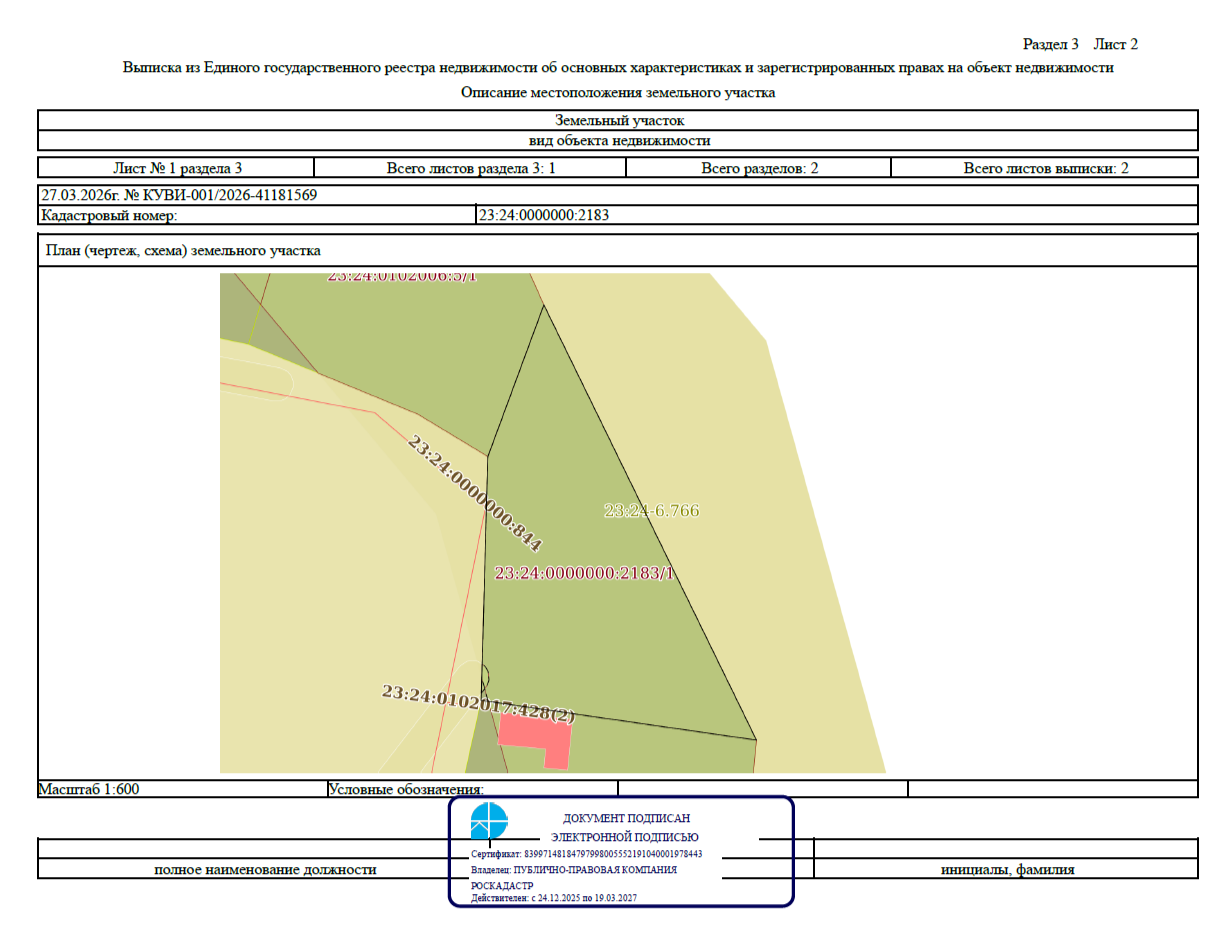 Раздел 3 Лист 2
Выписка из Единого государственного реестра недвижимости об основных характеристиках и зарегистрированных правах на объект недвижимости
Описание местоположения земельного участка
Земельный участок
вид объекта недвижимости
Лист № 1 раздела 3 Всего листов раздела 3: 1 Всего разделов: 2 Всего листов выписки: 2
27.03.2026г. № КУВИ-001/2026-41181569
Кадастровый номер: 23:24:0000000:2183
План (чертеж, схема) земельного участка
23:24:0102006:5/1
23:24:0000000:844
23:24-6.766
23:24:0000000:2183/1
23:24:0102017:428(2)
Масштаб 1:600 Условные обозначения:
ДОКУМЕНТ ПОДПИСАН
ЭЛЕКТРОННОЙ ПОДПИСЬЮ
Сертификат: 83997148184797998005552191040001978443
Владелец: ПУБЛИЧНО-ПРАВОВАЯ КОМПАНИЯ
РОСКАДАСТР
Действителен: с 24.12.2025 по 19.03.2027
полное наименование должности инициалы, фамилия